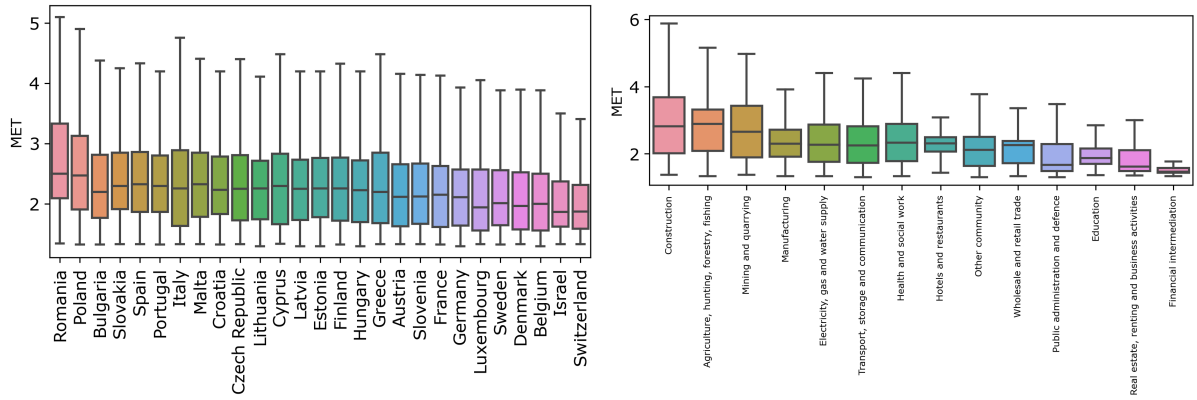 MET
5
4
3
2
Romania
Poland
Bulgaria
Slovakia
Spain
Portugal
Italy
Malta
Croatia
Czech Republic
Lithuania
Cyprus
Latvia
Estonia
Finland
Hungary
Greece
Austria
Slovenia
France
Germany
Luxembourg
Sweden
Denmark
Belgium
Israel
Switzerland
MET
6
4
2
Construction
Agriculture, hunting, forestry, fishing
Mining and quarrying
Manufacturing
Electricity, gas and water supply
Transport, storage and communication
Health and social work
Hotels and restaurants
Other community
Wholesale and retail trade
Public administration and defence
Education
Real estate, renting and business activities
Financial intermediation